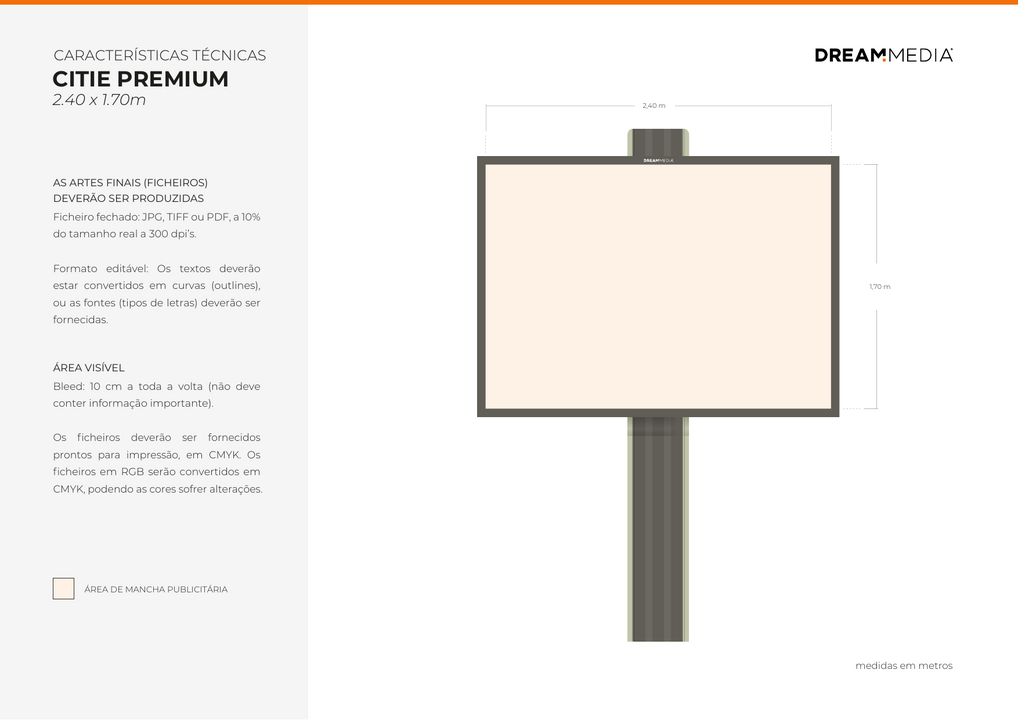 CARACTERÍSTICAS TÉCNICAS
CITIE PREMIUM
2.40 x 1.70m
AS ARTES FINAIS (FICHEIROS)
DEVERÃO SER PRODUZIDAS
Ficheiro fechado: JPG, TIFF ou PDF, a 10%
do tamanho real a 300 dpi's.
Formato editável: Os textos deverão
estar convertidos em curvas (outlines),
ou as fontes (tipos de letras) deverão ser
fornecidas.
ÁREA VISÍVEL
Bleed: 10 cm a toda a volta (não deve
conter informação importante).
Os ficheiros deverão ser fornecidos
prontos para impressão, em CMYK. Os
ficheiros em RGB serão convertidos em
CMYK, podendo as cores sofrer alterações.
ÁREA DE MANCHA PUBLICITÁRIA
DREAMMEDIA
2,40 m
DREAMMEDIA
1,70 m
medidas em metros